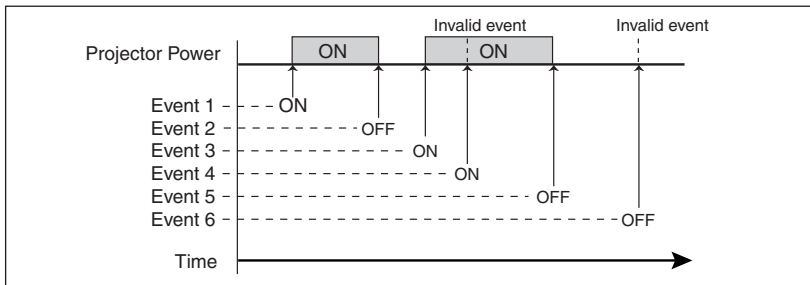 Invalid event Invalid event
Projector Power ON ON
Event 1 ON
Event 2 OFF
Event 3 ON
Event 4 ON
Event 5 OFF
Event 6 OFF
Time